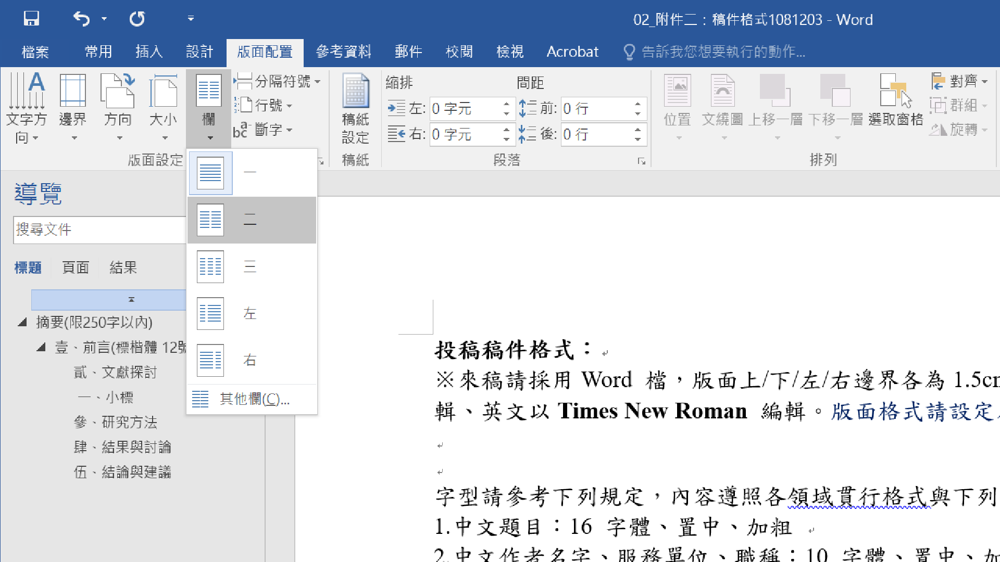 02_附件二：稿件格式1081203 - Word
檔案 常用 插入 設計 版面配置 參考資料 郵件 校閱 檢視 Acrobat 告訴我您想要執行的動作...
文字方向 邊界 方向 大小 欄
分隔符號
行號
斷字
版面設定
稿紙設定
稿紙
縮排
左: 0 字元
右: 0 字元
間距
前: 0 行
後: 0 行
段落
位置 文繞圖 上移一層 下移一層 選取窗格
對齊
群組
旋轉
排列
一
二
三
左
右
其他欄(C)...
導覽
搜尋文件
標題 頁面 結果
摘要(限250字以內)
壹、前言(標楷體 12號
貳、文獻探討
一、小標
參、研究方法
肆、結果與討論
伍、結論與建議
投稿稿件格式：
※來稿請採用 Word 檔，版面上/下/左/右邊界各為 1.5cm
輯、英文以 Times New Roman 編輯。版面格式請設定
字型請參考下列規定，內容遵照各領域貫行格式與下列
1.中文題目：16 字體、置中、加粗
2.中文作者名字、服務單位、職稱：10 字體、置中、加